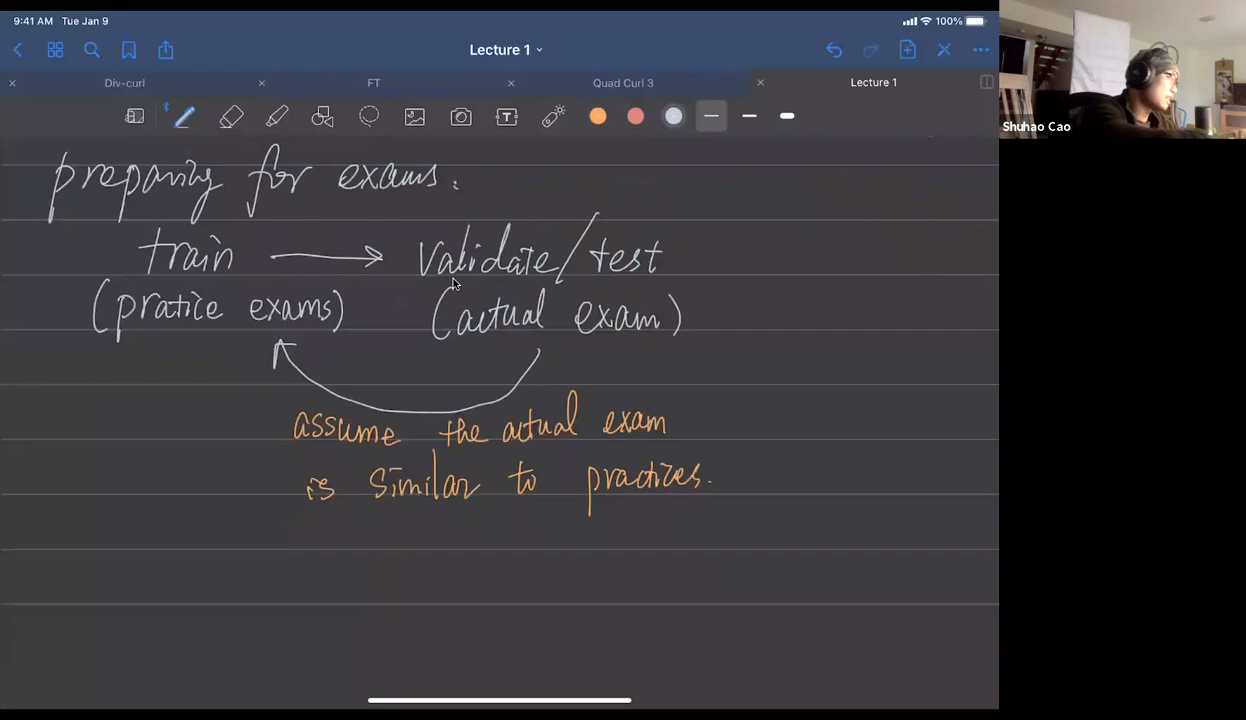 9:41 AM Tue Jan 9
100%
Lecture 1
Div-curl
FT
Quad Curl 3
Lecture 1
Shuhao Cao
preparing for exams:
train → validate/test
(pratice exams) (actual exam)
assume the actual exam
is similar to practices.